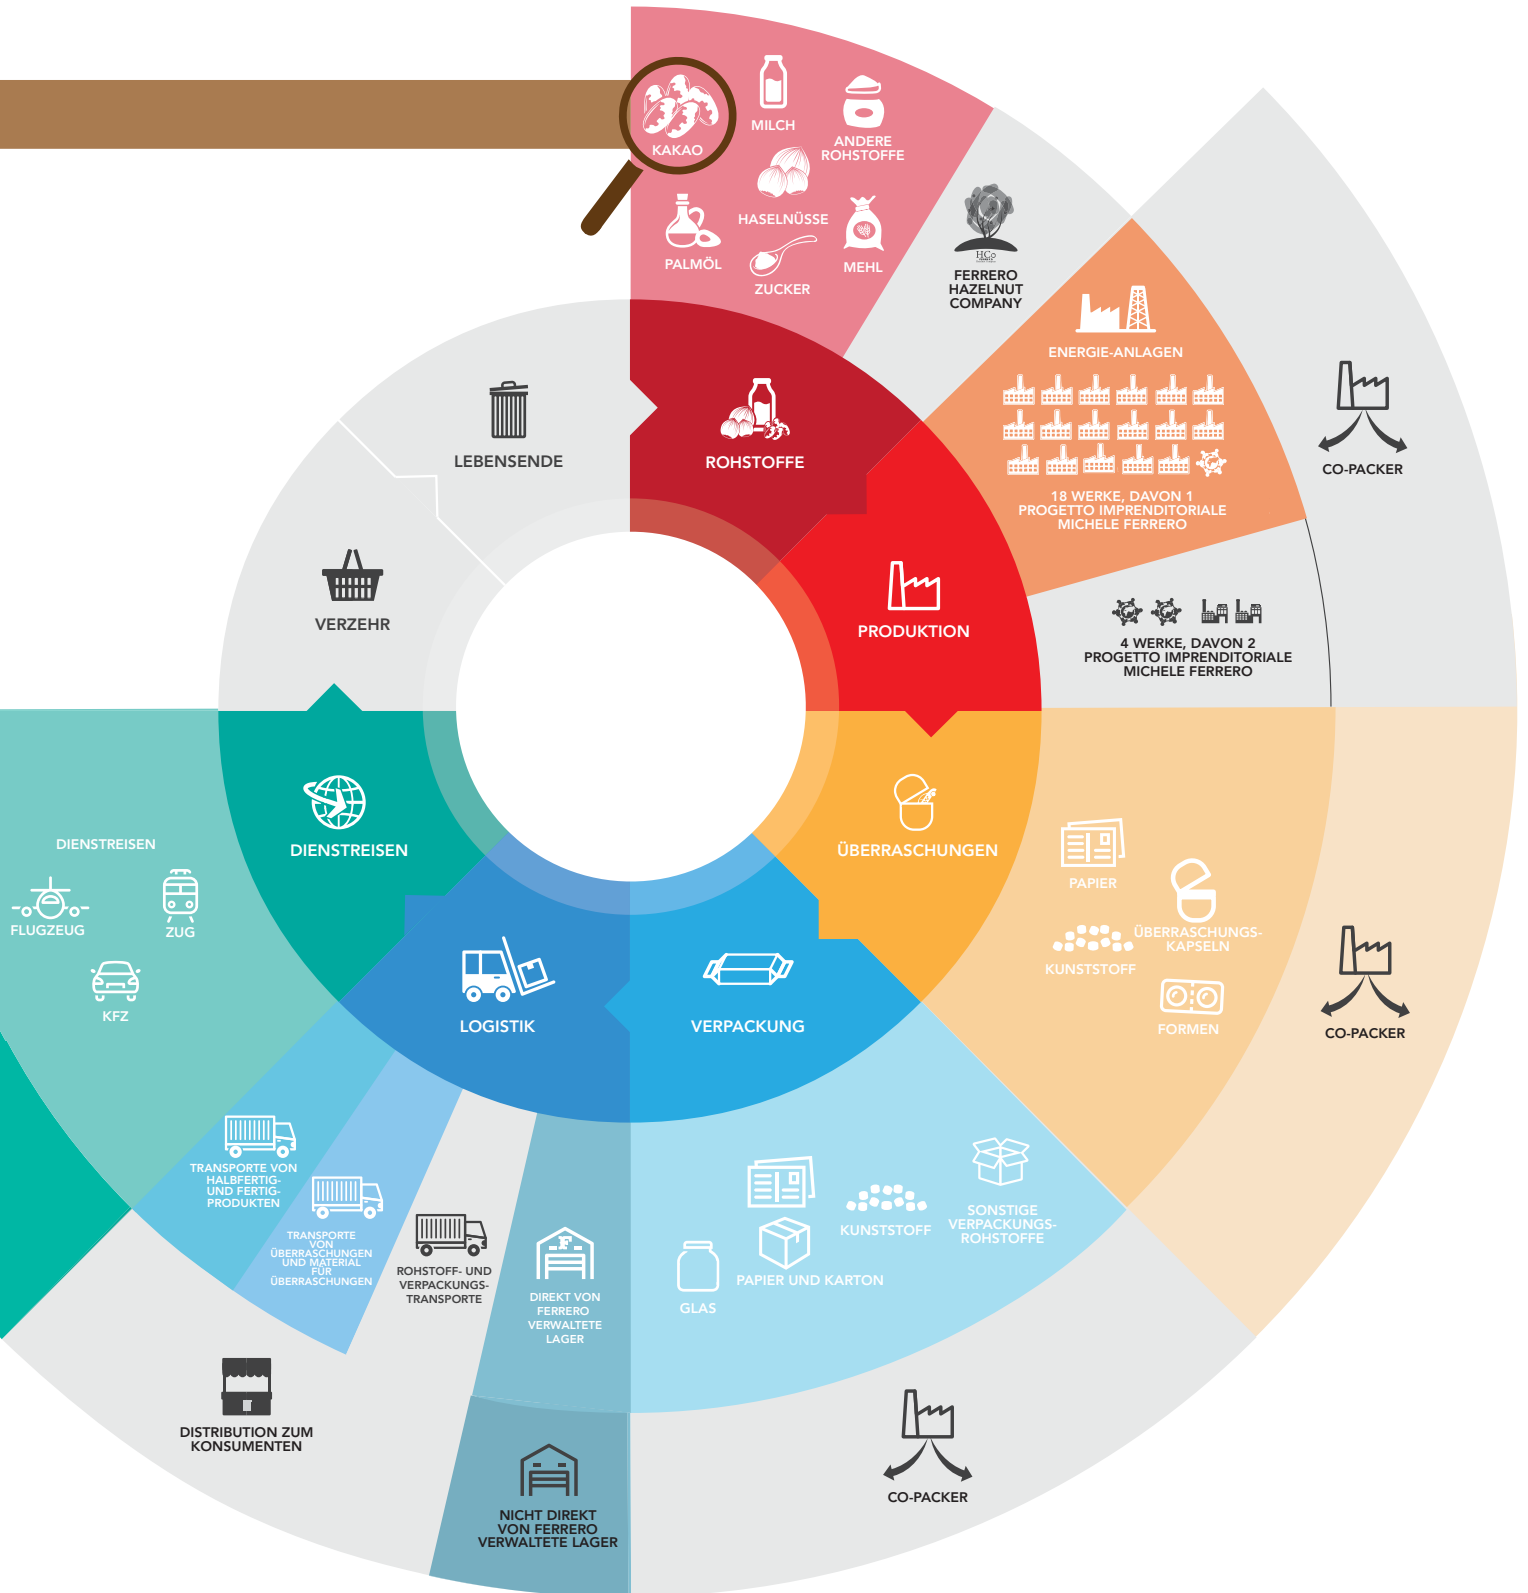 KAKAO
MILCH
ANDERE
ROHSTOFFE
HASELNÜSSE
PALMÖL
ZUCKER
MEHL
HCo
FERRERO
HAZELNUT
COMPANY
ENERGIE-ANLAGEN
18 WERKE, DAVON 1
PROGETTO IMPRENDITORIALE
MICHELE FERRERO
CO-PACKER
LEBENSENDE
ROHSTOFFE
VERZEHR
PRODUKTION
4 WERKE, DAVON 2
PROGETTO IMPRENDITORIALE
MICHELE FERRERO
DIENSTREISEN
ÜBERRASCHUNGEN
DIENSTREISEN
FLUGZEUG
ZUG
KFZ
PAPIER
ÜBERRASCHUNGS-
KAPSELN
KUNSTSTOFF
FORMEN
CO-PACKER
LOGISTIK
VERPACKUNG
TRANSPORTE VON
HALBFERTIG-
UND FERTIG-
PRODUKTEN
TRANSPORTE
VON
ÜBERRASCHUNGEN
UND MATERIAL
FÜR
ÜBERRASCHUNGEN
ROHSTOFF- UND
VERPACKUNGS-
TRANSPORTE
F
DIREKT VON
FERRERO
VERWALTETE
LAGER
GLAS
PAPIER UND KARTON
KUNSTSTOFF
SONSTIGE
VERPACKUNGS-
ROHSTOFFE
DISTRIBUTION ZUM
KONSUMENTEN
NICHT DIREKT
VON FERRERO
VERWALTETE LAGER
CO-PACKER